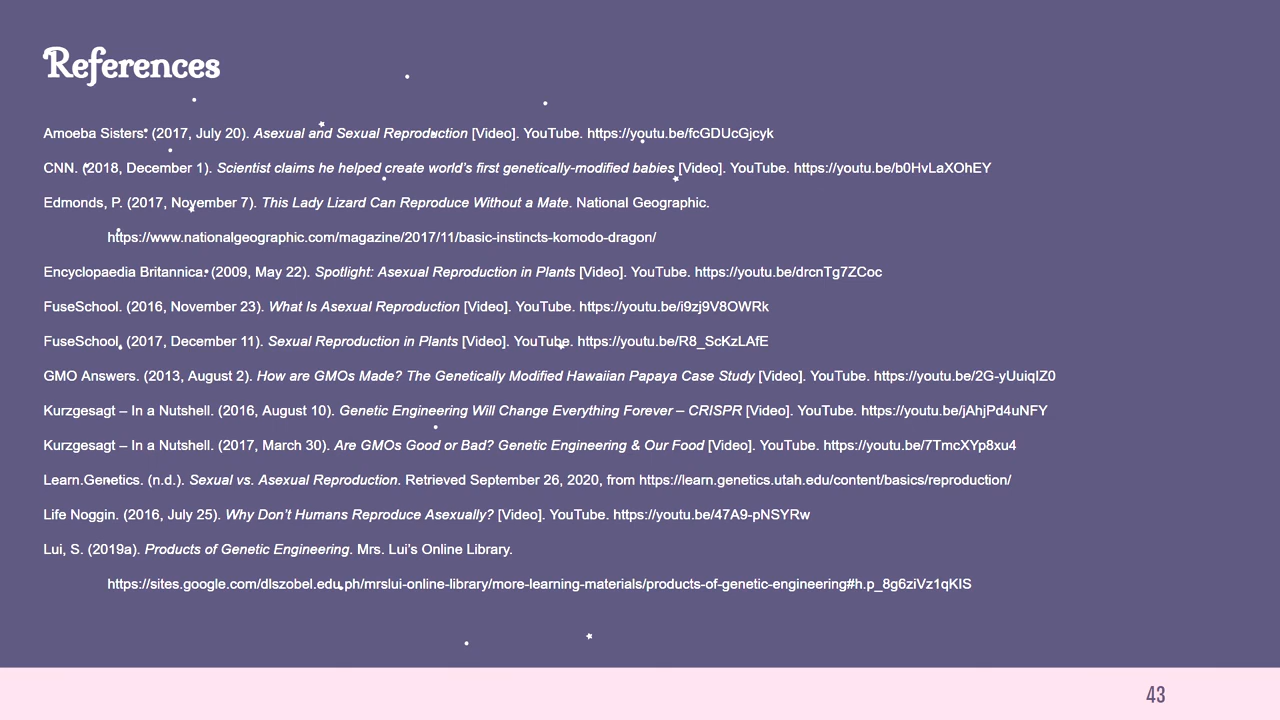 References
Amoeba Sisters. (2017, July 20). Asexual and Sexual Reproduction [Video]. YouTube. https://youtu.be/fcGDUcGjcyk
CNN. (2018, December 1). Scientist claims he helped create world’s first genetically-modified babies [Video]. YouTube. https://youtu.be/b0HvLaXOhEY
Edmonds, P. (2017, November 7). This Lady Lizard Can Reproduce Without a Mate. National Geographic.
https://www.nationalgeographic.com/magazine/2017/11/basic-instincts-komodo-dragon/
Encyclopaedia Britannica. (2009, May 22). Spotlight: Asexual Reproduction in Plants [Video]. YouTube. https://youtu.be/drcnTg7ZCoc
FuseSchool. (2016, November 23). What Is Asexual Reproduction [Video]. YouTube. https://youtu.be/i9zj9V8OWRk
FuseSchool. (2017, December 11). Sexual Reproduction in Plants [Video]. YouTube. https://youtu.be/R8_ScKzLAfE
GMO Answers. (2013, August 2). How are GMOs Made? The Genetically Modified Hawaiian Papaya Case Study [Video]. YouTube. https://youtu.be/2G-yUuiqIZ0
Kurzgesagt – In a Nutshell. (2016, August 10). Genetic Engineering Will Change Everything Forever – CRISPR [Video]. YouTube. https://youtu.be/jAhjPd4uNFY
Kurzgesagt – In a Nutshell. (2017, March 30). Are GMOs Good or Bad? Genetic Engineering & Our Food [Video]. YouTube. https://youtu.be/7TmcXYp8xu4
Learn.Genetics. (n.d.). Sexual vs. Asexual Reproduction. Retrieved September 26, 2020, from https://learn.genetics.utah.edu/content/basics/reproduction/
Life Noggin. (2016, July 25). Why Don’t Humans Reproduce Asexually? [Video]. YouTube. https://youtu.be/47A9-pNSYRw
Lui, S. (2019a). Products of Genetic Engineering. Mrs. Lui’s Online Library.
https://sites.google.com/dlszobel.edu.ph/mrslui-online-library/more-learning-materials/products-of-genetic-engineering#h.p_8g6ziVz1qKIS
43